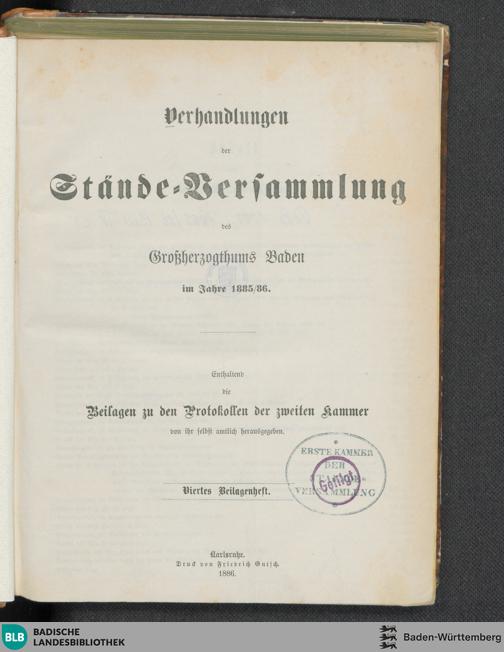 Verhandlungen
der
Stände-Versammlung
des
Großherzogthums Baden
im Jahre 1885/86.
Enthaltend
die
Beilagen zu den Protokollen der zweiten Kammer
von ihr selbst amtlich herausgegeben.
ERSTE KAMMER
DER
STAENDE-
VERSAMMLUNG
Getilgt
Viertes Beilagenheft.
Karlsruhe.
Druck von Friedrich Gutsch.
1886.
BLB
BADISCHE
LANDESBIBLIOTHEK
Baden-Württemberg